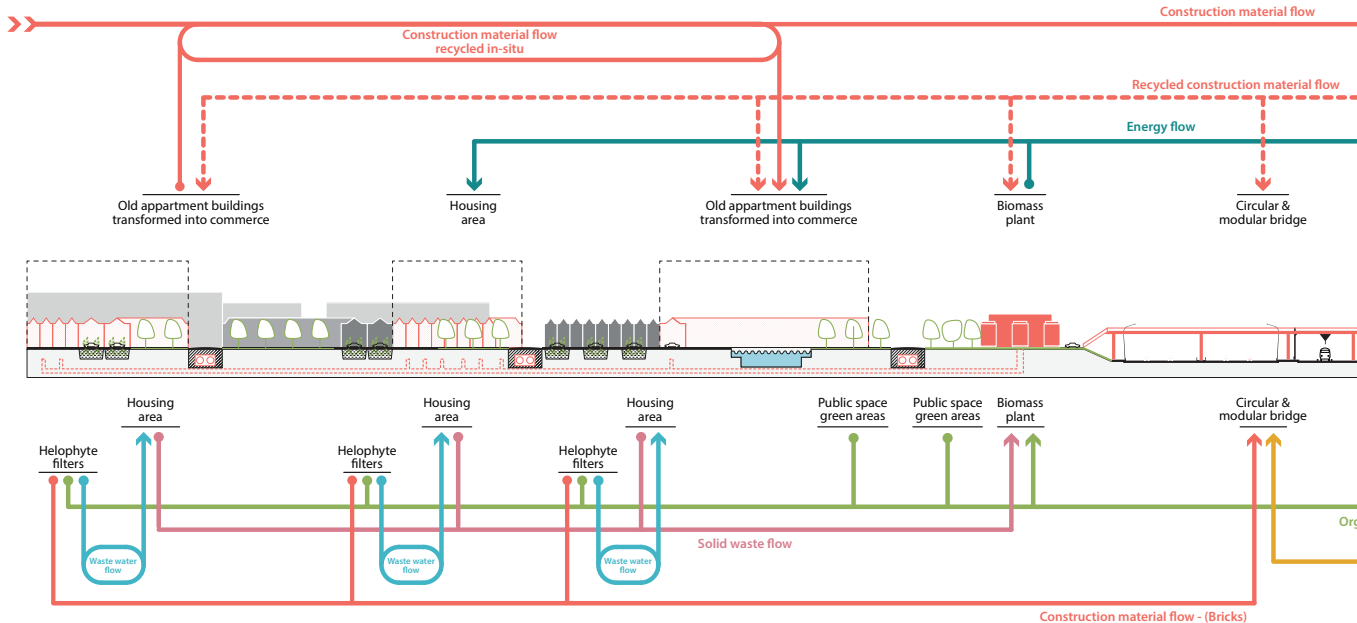 Construction material flow
Construction material flow
recycled in-situ
Recycled construction material flow
Energy flow
Old appartment buildings
transformed into commerce
Housing
area
Old appartment buildings
transformed into commerce
Biomass
plant
Circular &
modular bridge
Housing
area
Housing
area
Housing
area
Public space
green areas
Public space
green areas
Biomass
plant
Circular &
modular bridge
Helophyte
filters
Helophyte
filters
Helophyte
filters
Org
Solid waste flow
Waste water
flow
Waste water
flow
Waste water
flow
Construction material flow - (Bricks)